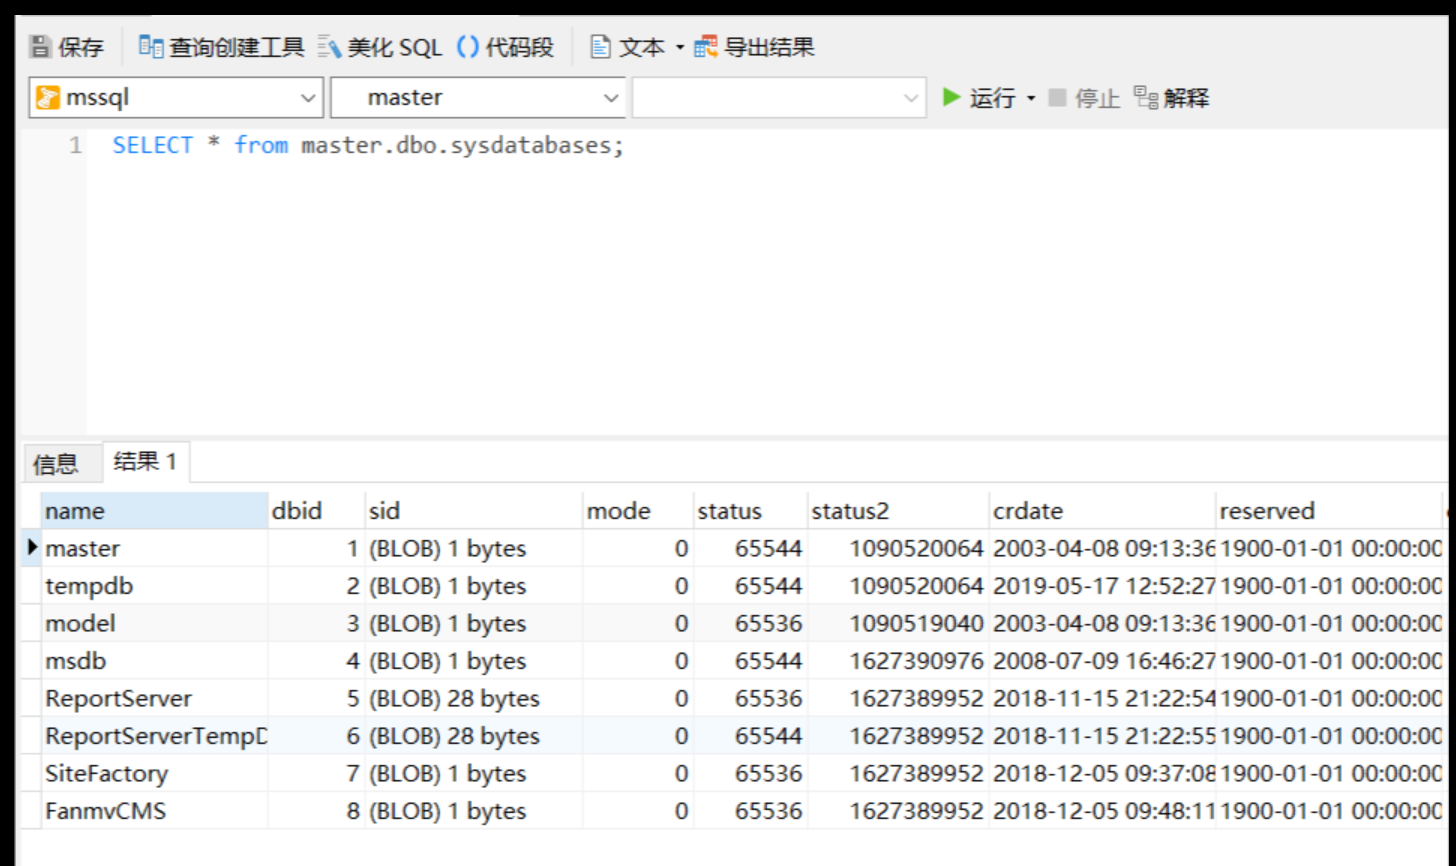 保存 查询创建工具 美化 SQL () 代码段 文本 导出结果
mssql master 运行 停止 解释
1 SELECT * from master.dbo.sysdatabases;
信息 结果 1
name dbid sid mode status status2 crdate reserved
master 1 (BLOB) 1 bytes 0 65544 1090520064 2003-04-08 09:13:36 1900-01-01 00:00:00
tempdb 2 (BLOB) 1 bytes 0 65544 1090520064 2019-05-17 12:52:27 1900-01-01 00:00:00
model 3 (BLOB) 1 bytes 0 65536 1090519040 2003-04-08 09:13:36 1900-01-01 00:00:00
msdb 4 (BLOB) 1 bytes 0 65544 1627390976 2008-07-09 16:46:27 1900-01-01 00:00:00
ReportServer 5 (BLOB) 28 bytes 0 65536 1627389952 2018-11-15 21:22:54 1900-01-01 00:00:00
ReportServerTempD 6 (BLOB) 28 bytes 0 65544 1627389952 2018-11-15 21:22:55 1900-01-01 00:00:00
SiteFactory 7 (BLOB) 1 bytes 0 65536 1627389952 2018-12-05 09:37:08 1900-01-01 00:00:00
FanmvCMS 8 (BLOB) 1 bytes 0 65536 1627389952 2018-12-05 09:48:11 1900-01-01 00:00:00